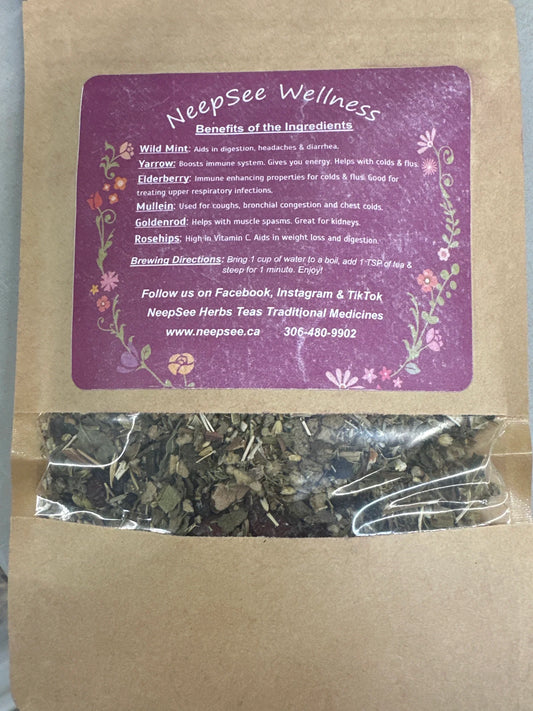 NeepSee Wellness
Benefits of the Ingredients
Wild Mint: Aids in digestion, headaches & diarrhea.
Yarrow: Boosts immune system. Gives you energy. Helps with colds & flus.
Elderberry: Immune enhancing properties for colds & flus. Good for
treating upper respiratory infections.
Mullein: Used for coughs, bronchial congestion and chest colds.
Goldenrod: Helps with muscle spasms. Great for kidneys.
Rosehips: High in Vitamin C. Aids in weight loss and digestion.
Brewing Directions: Bring 1 cup of water to a boil, add 1 TSP of tea &
steep for 1 minute. Enjoy!
Follow us on Facebook, Instagram & TikTok
NeepSee Herbs Teas Traditional Medicines
www.neepsee.ca 306-480-9902